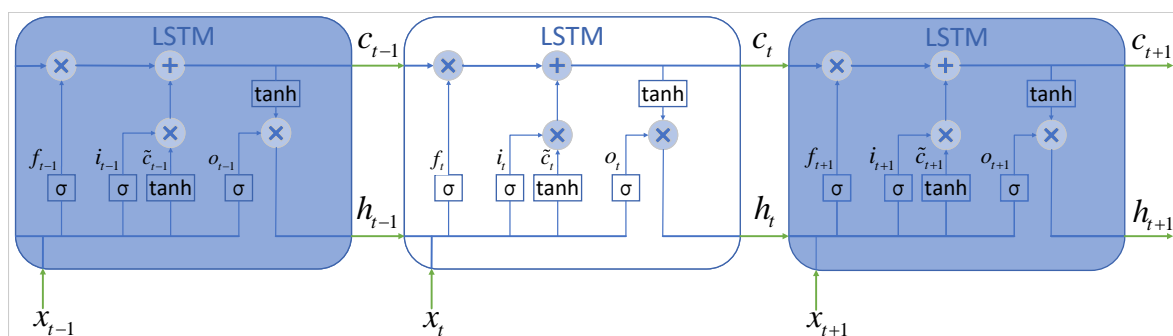 LSTM
c_{t-1}
LSTM
c_t
LSTM
c_{t+1}
× + × + × +
tanh tanh tanh
× × × × × ×
f_{t-1} i_{t-1} c̃_{t-1} o_{t-1} f_t i_t c̃_t o_t f_{t+1} i_{t+1} c̃_{t+1} o_{t+1}
σ σ tanh σ σ σ tanh σ σ σ tanh σ
h_{t-1} h_t h_{t+1}
x_{t-1} x_t x_{t+1}